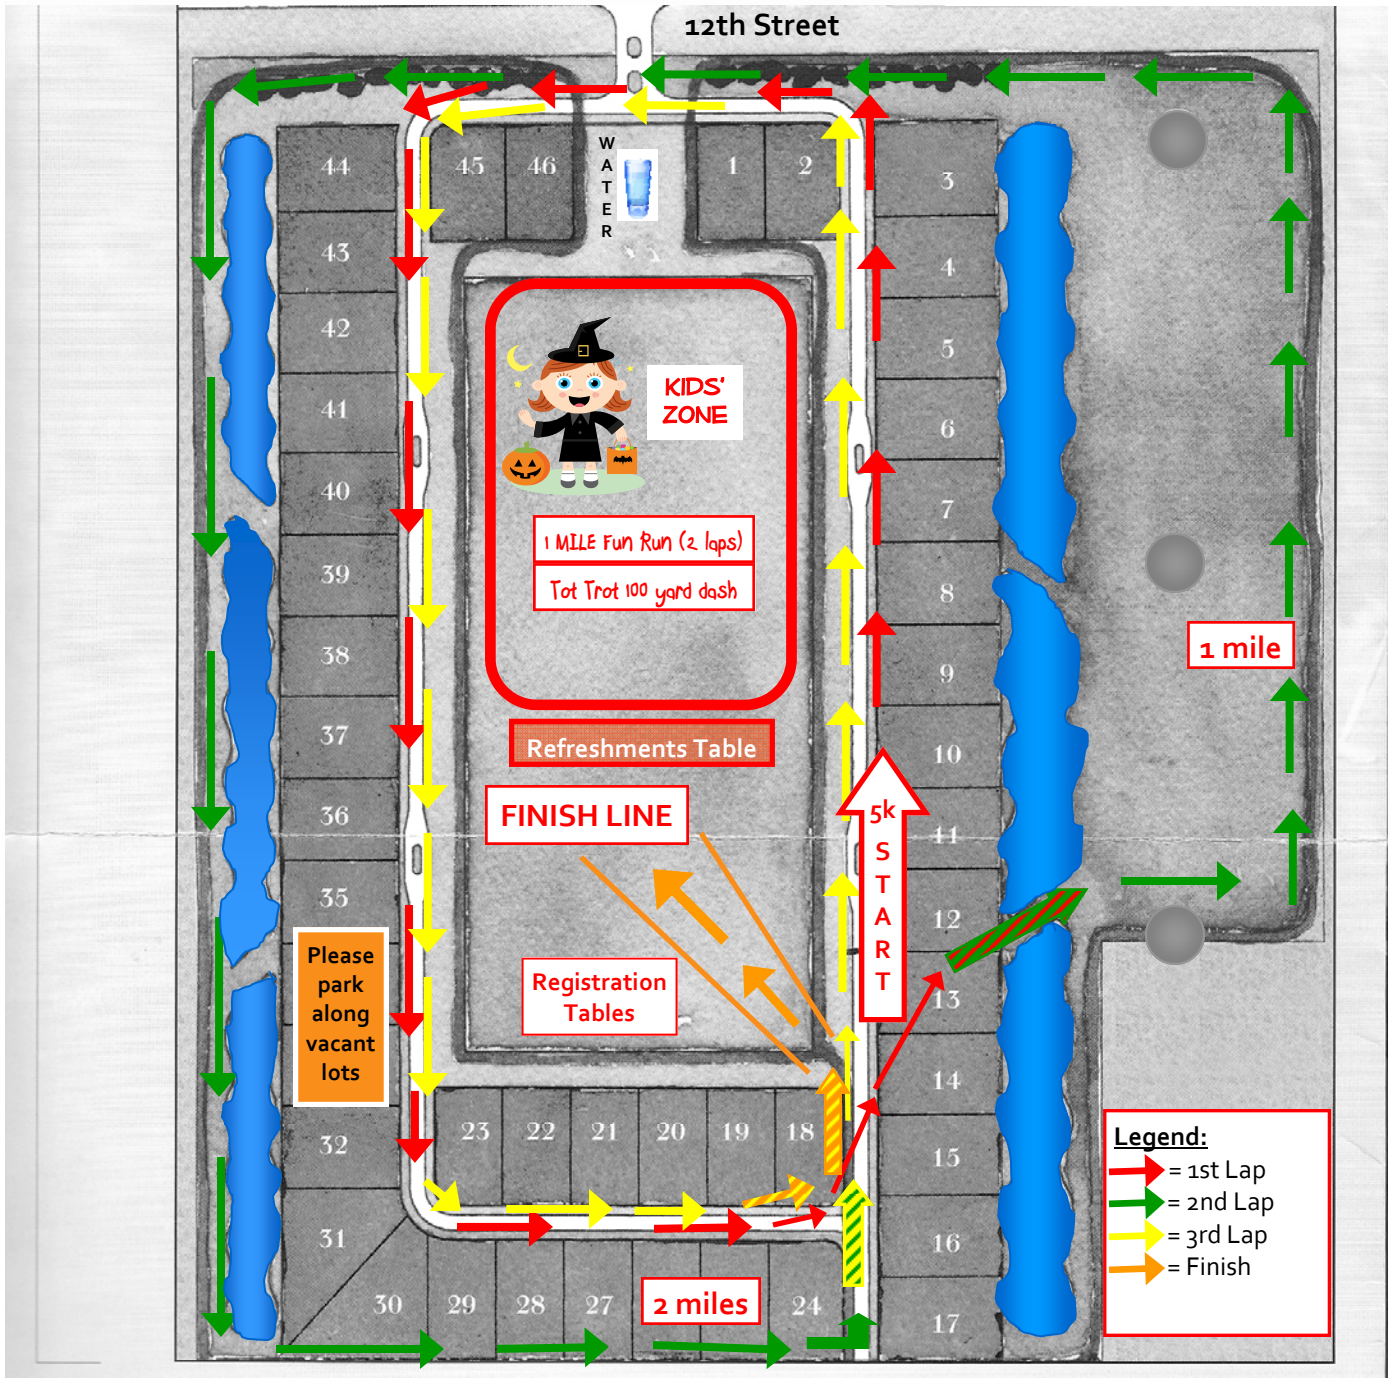 12th Street
44
45
46
W
A
T
E
R
1
2
3
43
4
42
5
41
KIDS'
ZONE
6
40
7
1 MILE Fun Run (2 laps)
39
Tot Trot 100 yard dash
8
38
9
1 mile
37
Refreshments Table
10
36
FINISH LINE
5k
S
T
A
R
T
11
35
12
Please
park
along
vacant
lots
Registration
Tables
13
14
32
23
22
21
20
19
18
15
31
16
30
29
28
27
2 miles
24
17
Legend:
= 1st Lap
= 2nd Lap
= 3rd Lap
= Finish